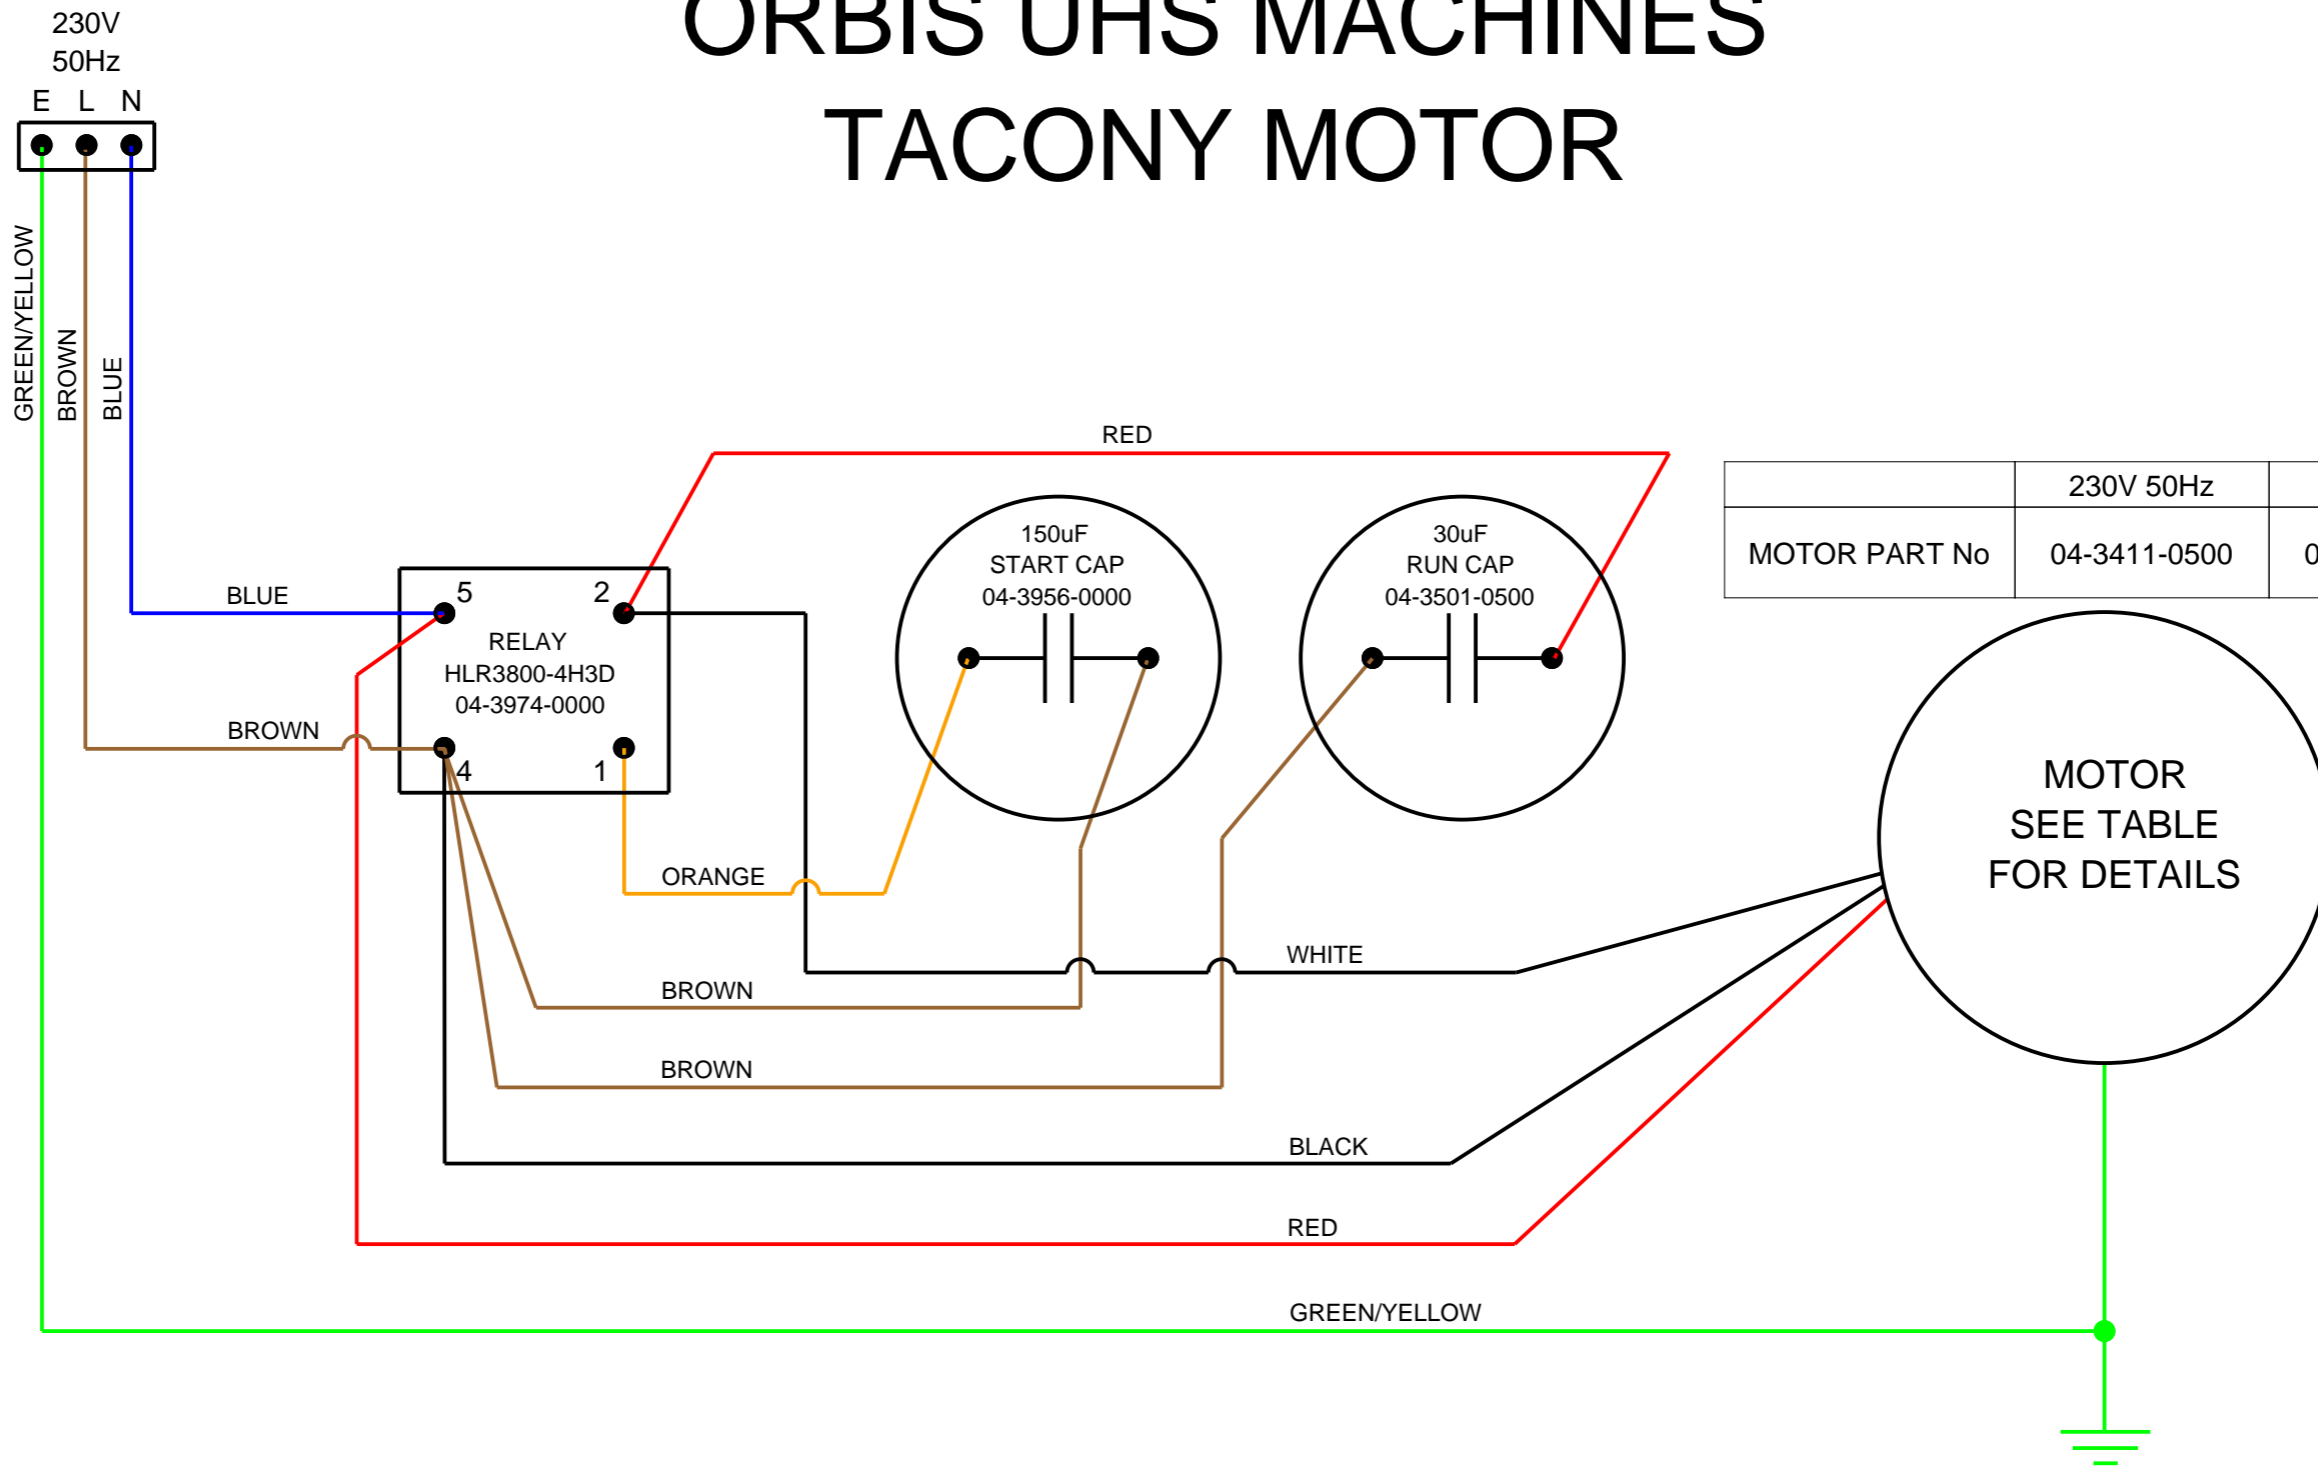 ORBIS UHS MACHINES
TACONY MOTOR
230V
50Hz
E L N
GREEN/YELLOW
BROWN
BLUE
RED
230V 50Hz
MOTOR PART No 04-3411-0500 0
150uF
START CAP
04-3956-0000
30uF
RUN CAP
04-3501-0500
BLUE
5 2
RELAY
HLR3800-4H3D
04-3974-0000
BROWN
4 1
MOTOR
SEE TABLE
FOR DETAILS
ORANGE
WHITE
BROWN
BROWN
BLACK
RED
GREEN/YELLOW